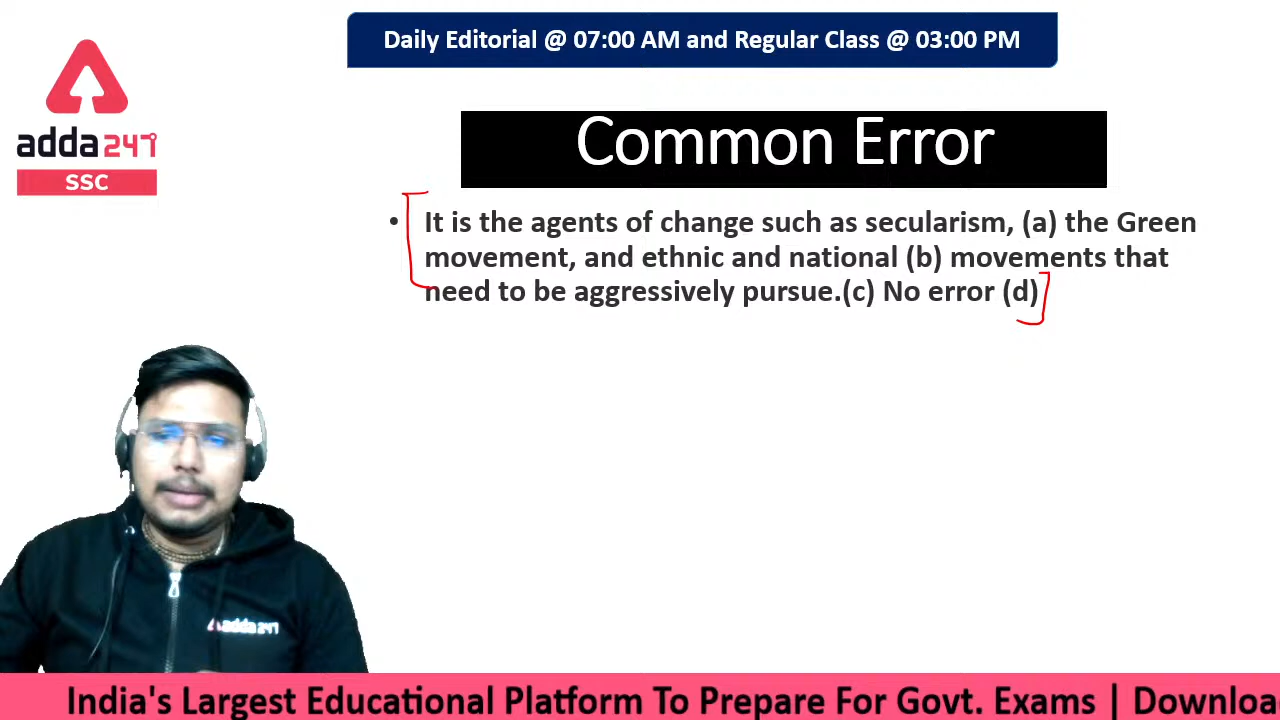 Daily Editorial @ 07:00 AM and Regular Class @ 03:00 PM
adda247
SSC
Common Error
• It is the agents of change such as secularism, (a) the Green
movement, and ethnic and national (b) movements that
need to be aggressively pursue.(c) No error (d)
adda247
India's Largest Educational Platform To Prepare For Govt. Exams | Downloa